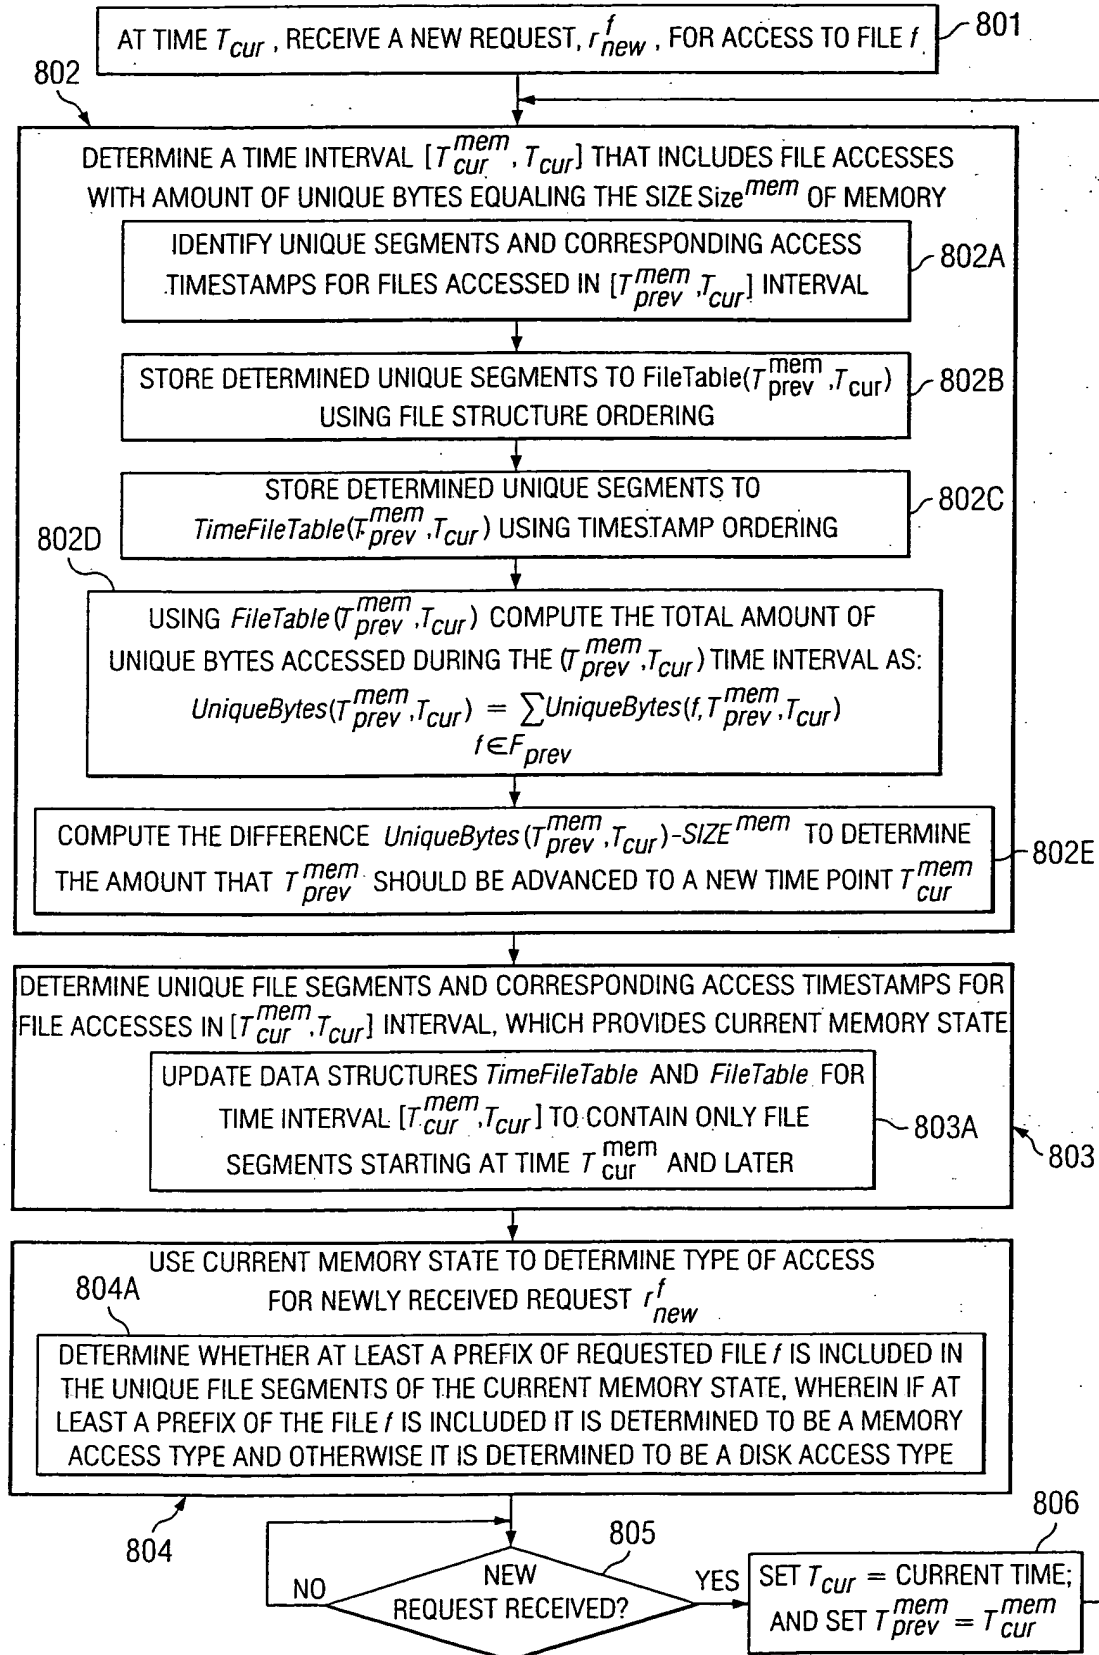 AT TIME T_cur, RECEIVE A NEW REQUEST, r^f_new, FOR ACCESS TO FILE f
801
802
DETERMINE A TIME INTERVAL [T^mem_cur, T_cur] THAT INCLUDES FILE ACCESSES
WITH AMOUNT OF UNIQUE BYTES EQUALING THE SIZE Size^mem OF MEMORY
IDENTIFY UNIQUE SEGMENTS AND CORRESPONDING ACCESS
TIMESTAMPS FOR FILES ACCESSED IN [T^mem_prev, T_cur] INTERVAL
802A
STORE DETERMINED UNIQUE SEGMENTS TO FileTable(T^mem_prev, T_cur)
USING FILE STRUCTURE ORDERING
802B
STORE DETERMINED UNIQUE SEGMENTS TO
TimeFileTable(T^mem_prev, T_cur) USING TIMESTAMP ORDERING
802C
802D
USING FileTable(T^mem_prev, T_cur) COMPUTE THE TOTAL AMOUNT OF
UNIQUE BYTES ACCESSED DURING THE (T^mem_prev, T_cur) TIME INTERVAL AS:
UniqueBytes(T^mem_prev, T_cur) = ∑UniqueBytes(f, T^mem_prev, T_cur)
f∈F_prev
COMPUTE THE DIFFERENCE UniqueBytes(T^mem_prev, T_cur)-SIZE^mem TO DETERMINE
THE AMOUNT THAT T^mem_prev SHOULD BE ADVANCED TO A NEW TIME POINT T^mem_cur
802E
DETERMINE UNIQUE FILE SEGMENTS AND CORRESPONDING ACCESS TIMESTAMPS FOR
FILE ACCESSES IN [T^mem_cur, T_cur] INTERVAL, WHICH PROVIDES CURRENT MEMORY STATE
UPDATE DATA STRUCTURES TimeFileTable AND FileTable FOR
TIME INTERVAL [T^mem_cur, T_cur] TO CONTAIN ONLY FILE
SEGMENTS STARTING AT TIME T^mem_cur AND LATER
803A
803
USE CURRENT MEMORY STATE TO DETERMINE TYPE OF ACCESS
FOR NEWLY RECEIVED REQUEST r^f_new
804A
DETERMINE WHETHER AT LEAST A PREFIX OF REQUESTED FILE f IS INCLUDED IN
THE UNIQUE FILE SEGMENTS OF THE CURRENT MEMORY STATE, WHEREIN IF AT
LEAST A PREFIX OF THE FILE f IS INCLUDED IT IS DETERMINED TO BE A MEMORY
ACCESS TYPE AND OTHERWISE IT IS DETERMINED TO BE A DISK ACCESS TYPE
804
805
NEW
REQUEST RECEIVED?
NO
YES
806
SET T_cur = CURRENT TIME;
AND SET T^mem_prev = T^mem_cur